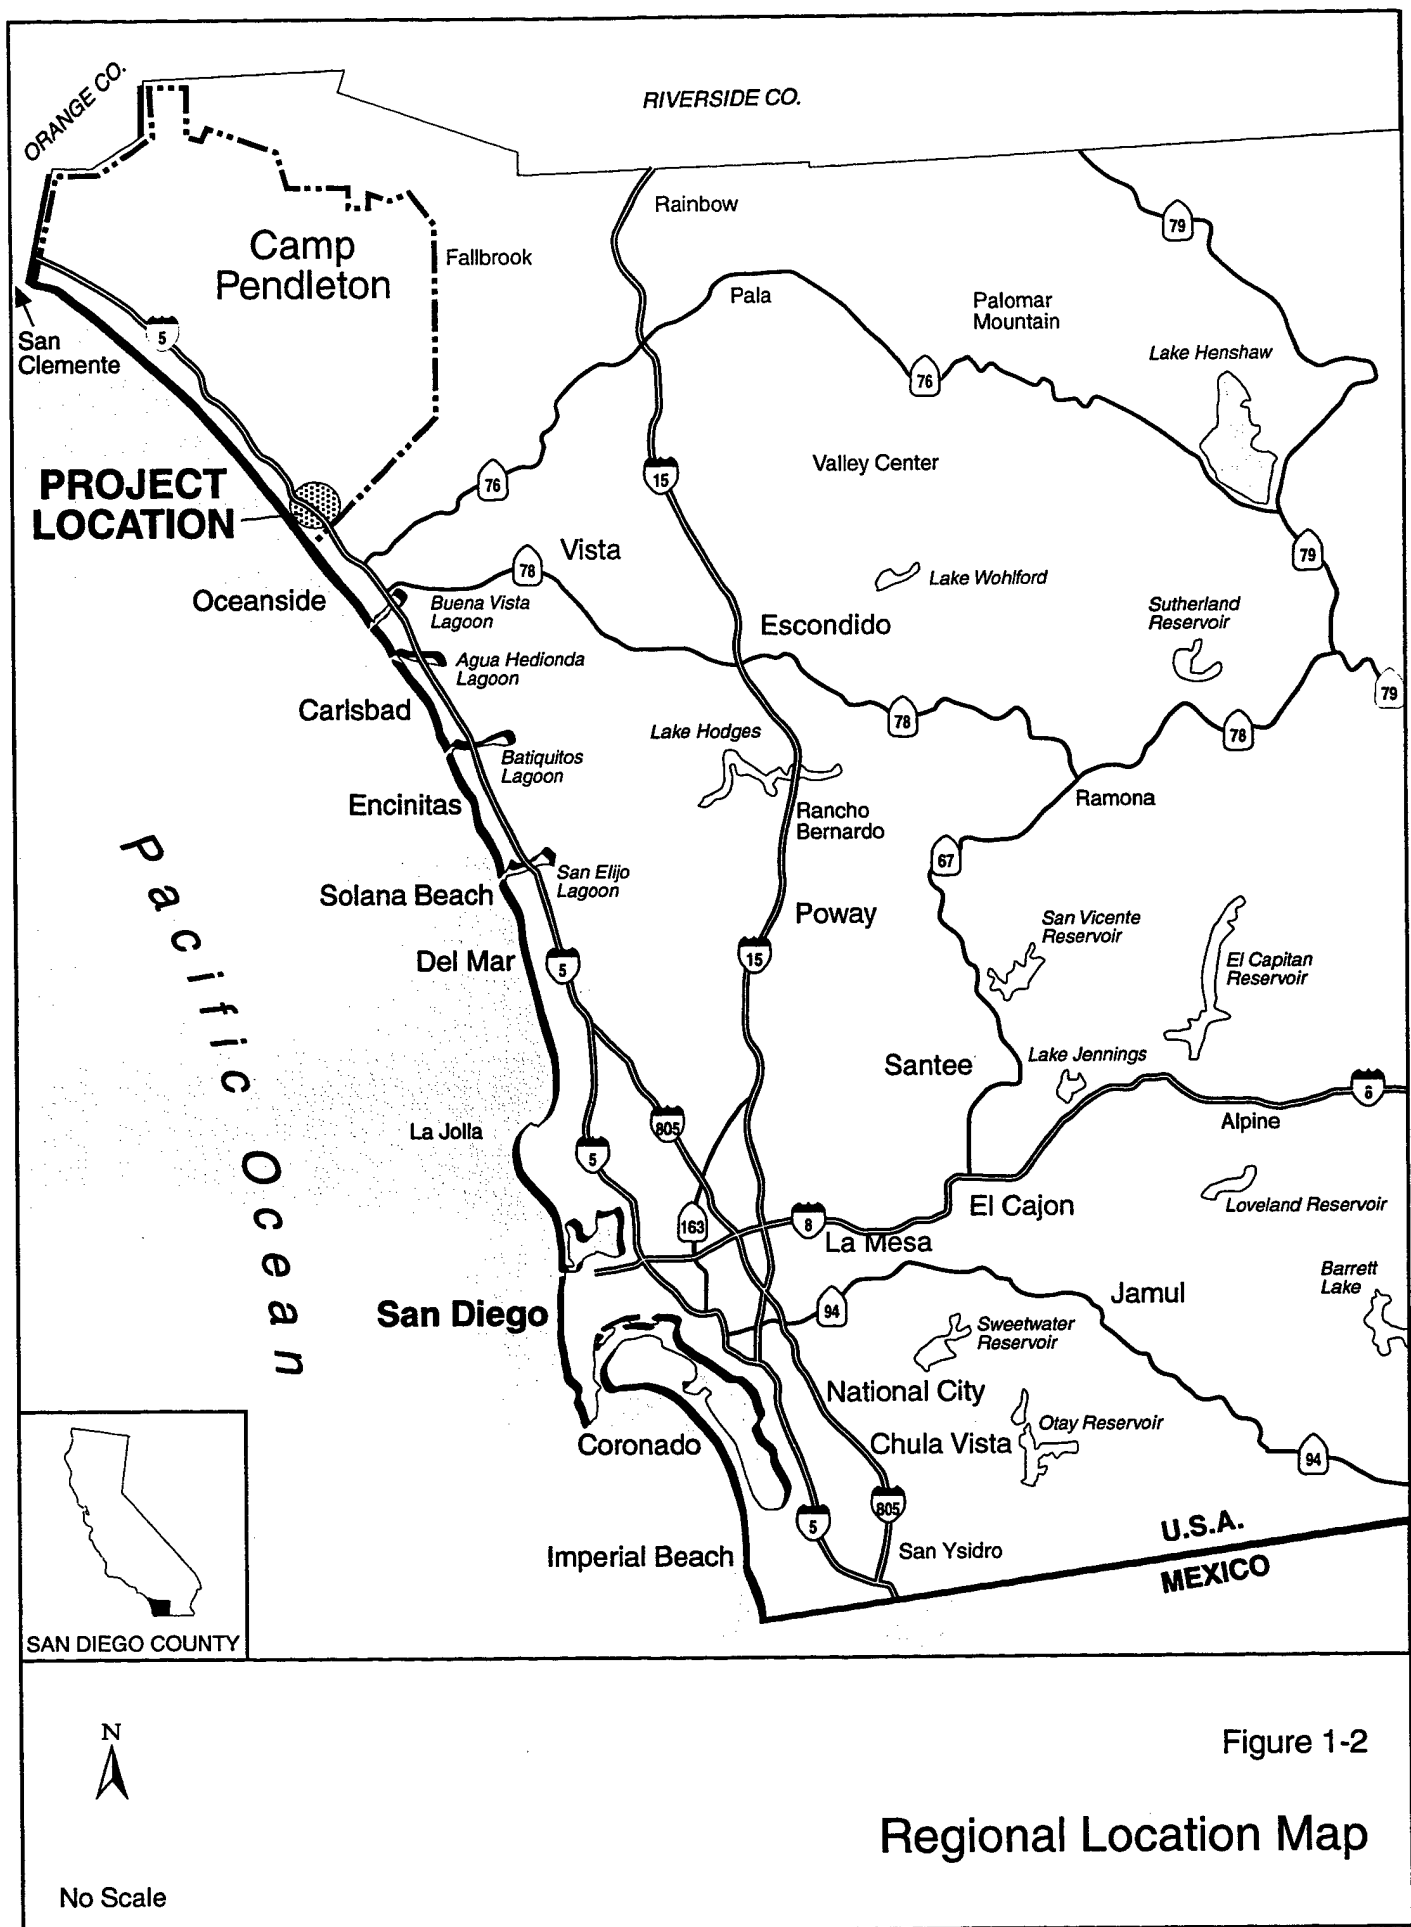 ORANGE CO.
RIVERSIDE CO.
Rainbow
79
Camp
Pendleton
Fallbrook
Pala
Palomar
Mountain
5
San
Clemente
Lake Henshaw
76
PROJECT
LOCATION
76
15
Valley Center
Vista
78
Lake Wohlford
79
Oceanside
Buena Vista
Lagoon
Escondido
Sutherland
Reservoir
Agua Hedionda
Lagoon
79
Carlsbad
78
78
Lake Hodges
Batiquitos
Lagoon
Encinitas
Rancho
Bernardo
Ramona
67
San Elijo
Lagoon
Solana Beach
Poway
San Vicente
Reservoir
Del Mar
5
15
El Capitan
Reservoir
Pacific Ocean
Santee
Lake Jennings
8
La Jolla
805
Alpine
5
El Cajon
Loveland Reservoir
163
8
La Mesa
Barrett
Lake
San Diego
94
Jamul
Sweetwater
Reservoir
National City
Otay Reservoir
Coronado
Chula Vista
94
805
5
U.S.A.
MEXICO
Imperial Beach
San Ysidro
SAN DIEGO COUNTY
N
Figure 1-2
Regional Location Map
No Scale